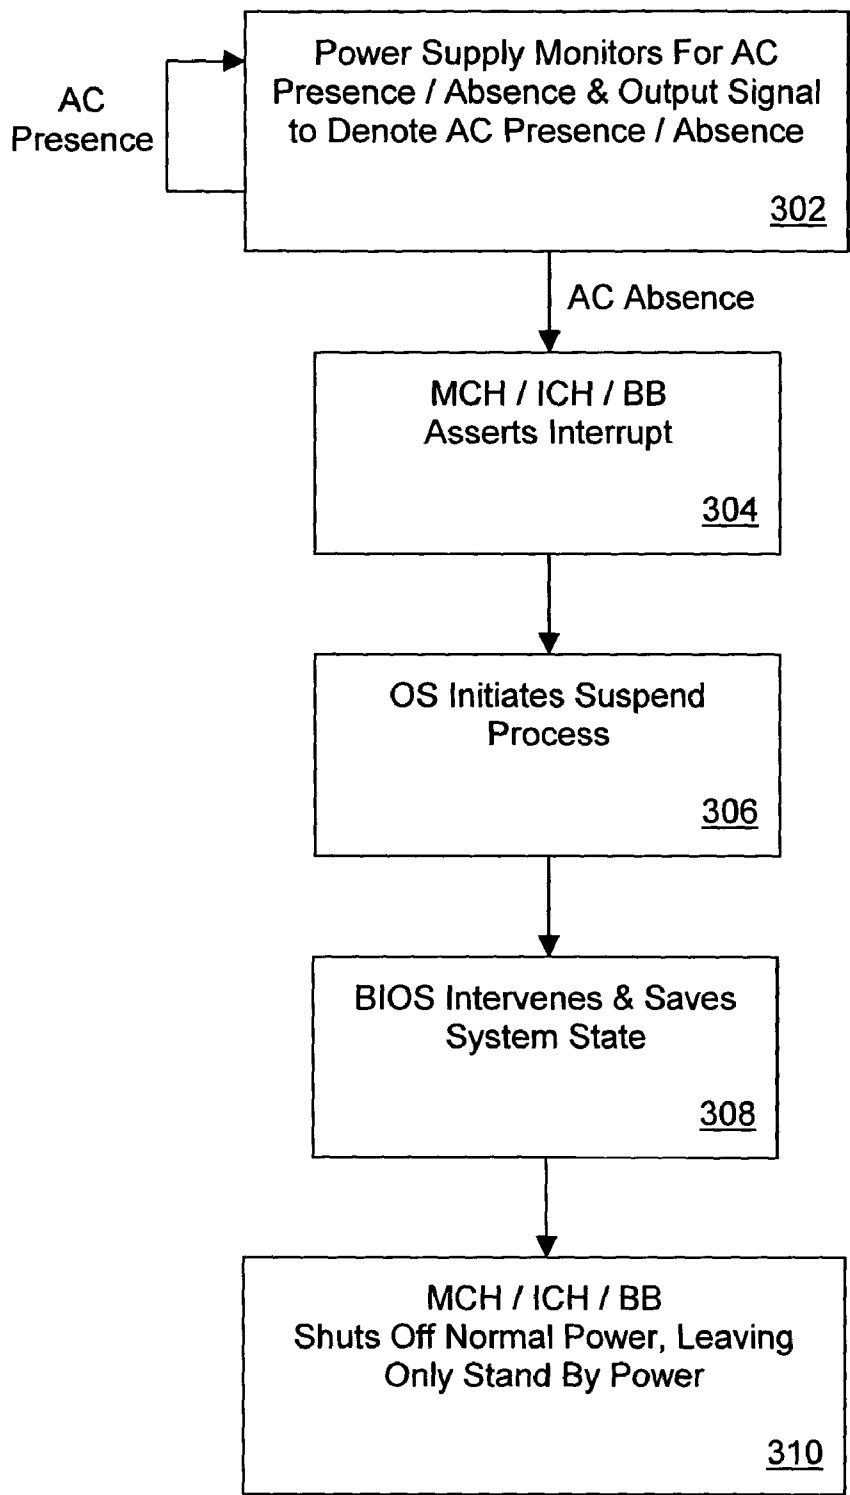 Power Supply Monitors For AC
Presence / Absence & Output Signal
to Denote AC Presence / Absence
302
AC
Presence
AC Absence
MCH / ICH / BB
Asserts Interrupt
304
OS Initiates Suspend
Process
306
BIOS Intervenes & Saves
System State
308
MCH / ICH / BB
Shuts Off Normal Power, Leaving
Only Stand By Power
310